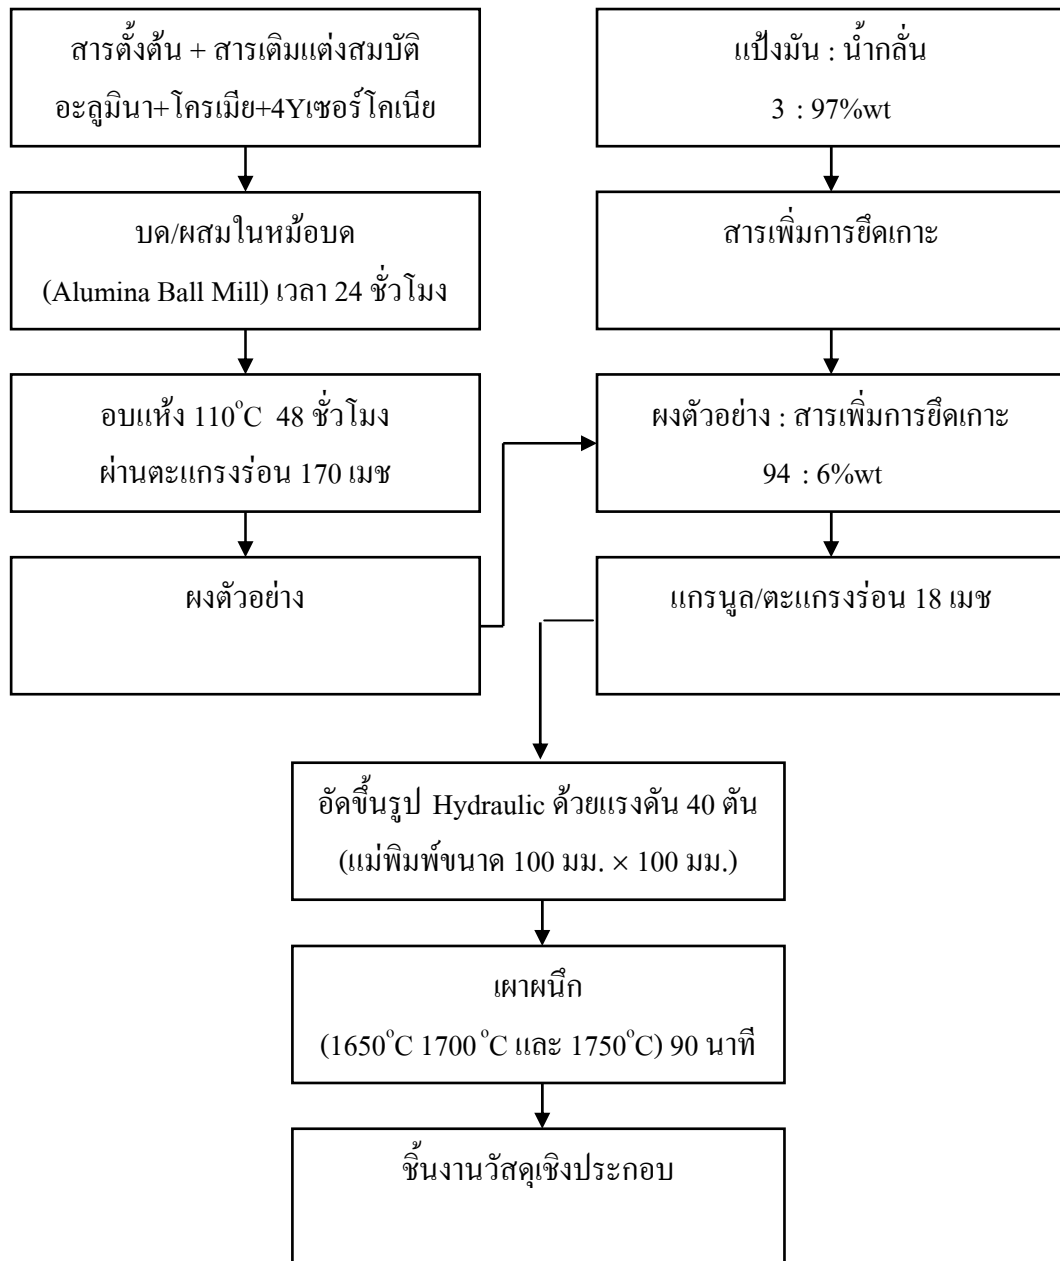 สารตั้งต้น + สารเติมแต่งสมบัติ
อะลูมินา+โครเมีย+4Yเซอร์โคเนีย
บด/ผสมในหม้อบด
(Alumina Ball Mill) เวลา 24 ชั่วโมง
อบแห้ง 110°C 48 ชั่วโมง
ผ่านตะแกรงร่อน 170 เมช
ผงตัวอย่าง
แป้งมัน : น้ำกลั่น
3 : 97%wt
สารเพิ่มการยึดเกาะ
ผงตัวอย่าง : สารเพิ่มการยึดเกาะ
94 : 6%wt
แกรนูล/ตะแกรงร่อน 18 เมช
อัดขึ้นรูป Hydraulic ด้วยแรงดัน 40 ตัน
(แม่พิมพ์ขนาด 100 มม. × 100 มม.)
เผาผนึก
(1650°C 1700 °C และ 1750°C) 90 นาที
ชิ้นงานวัสดุเชิงประกอบ